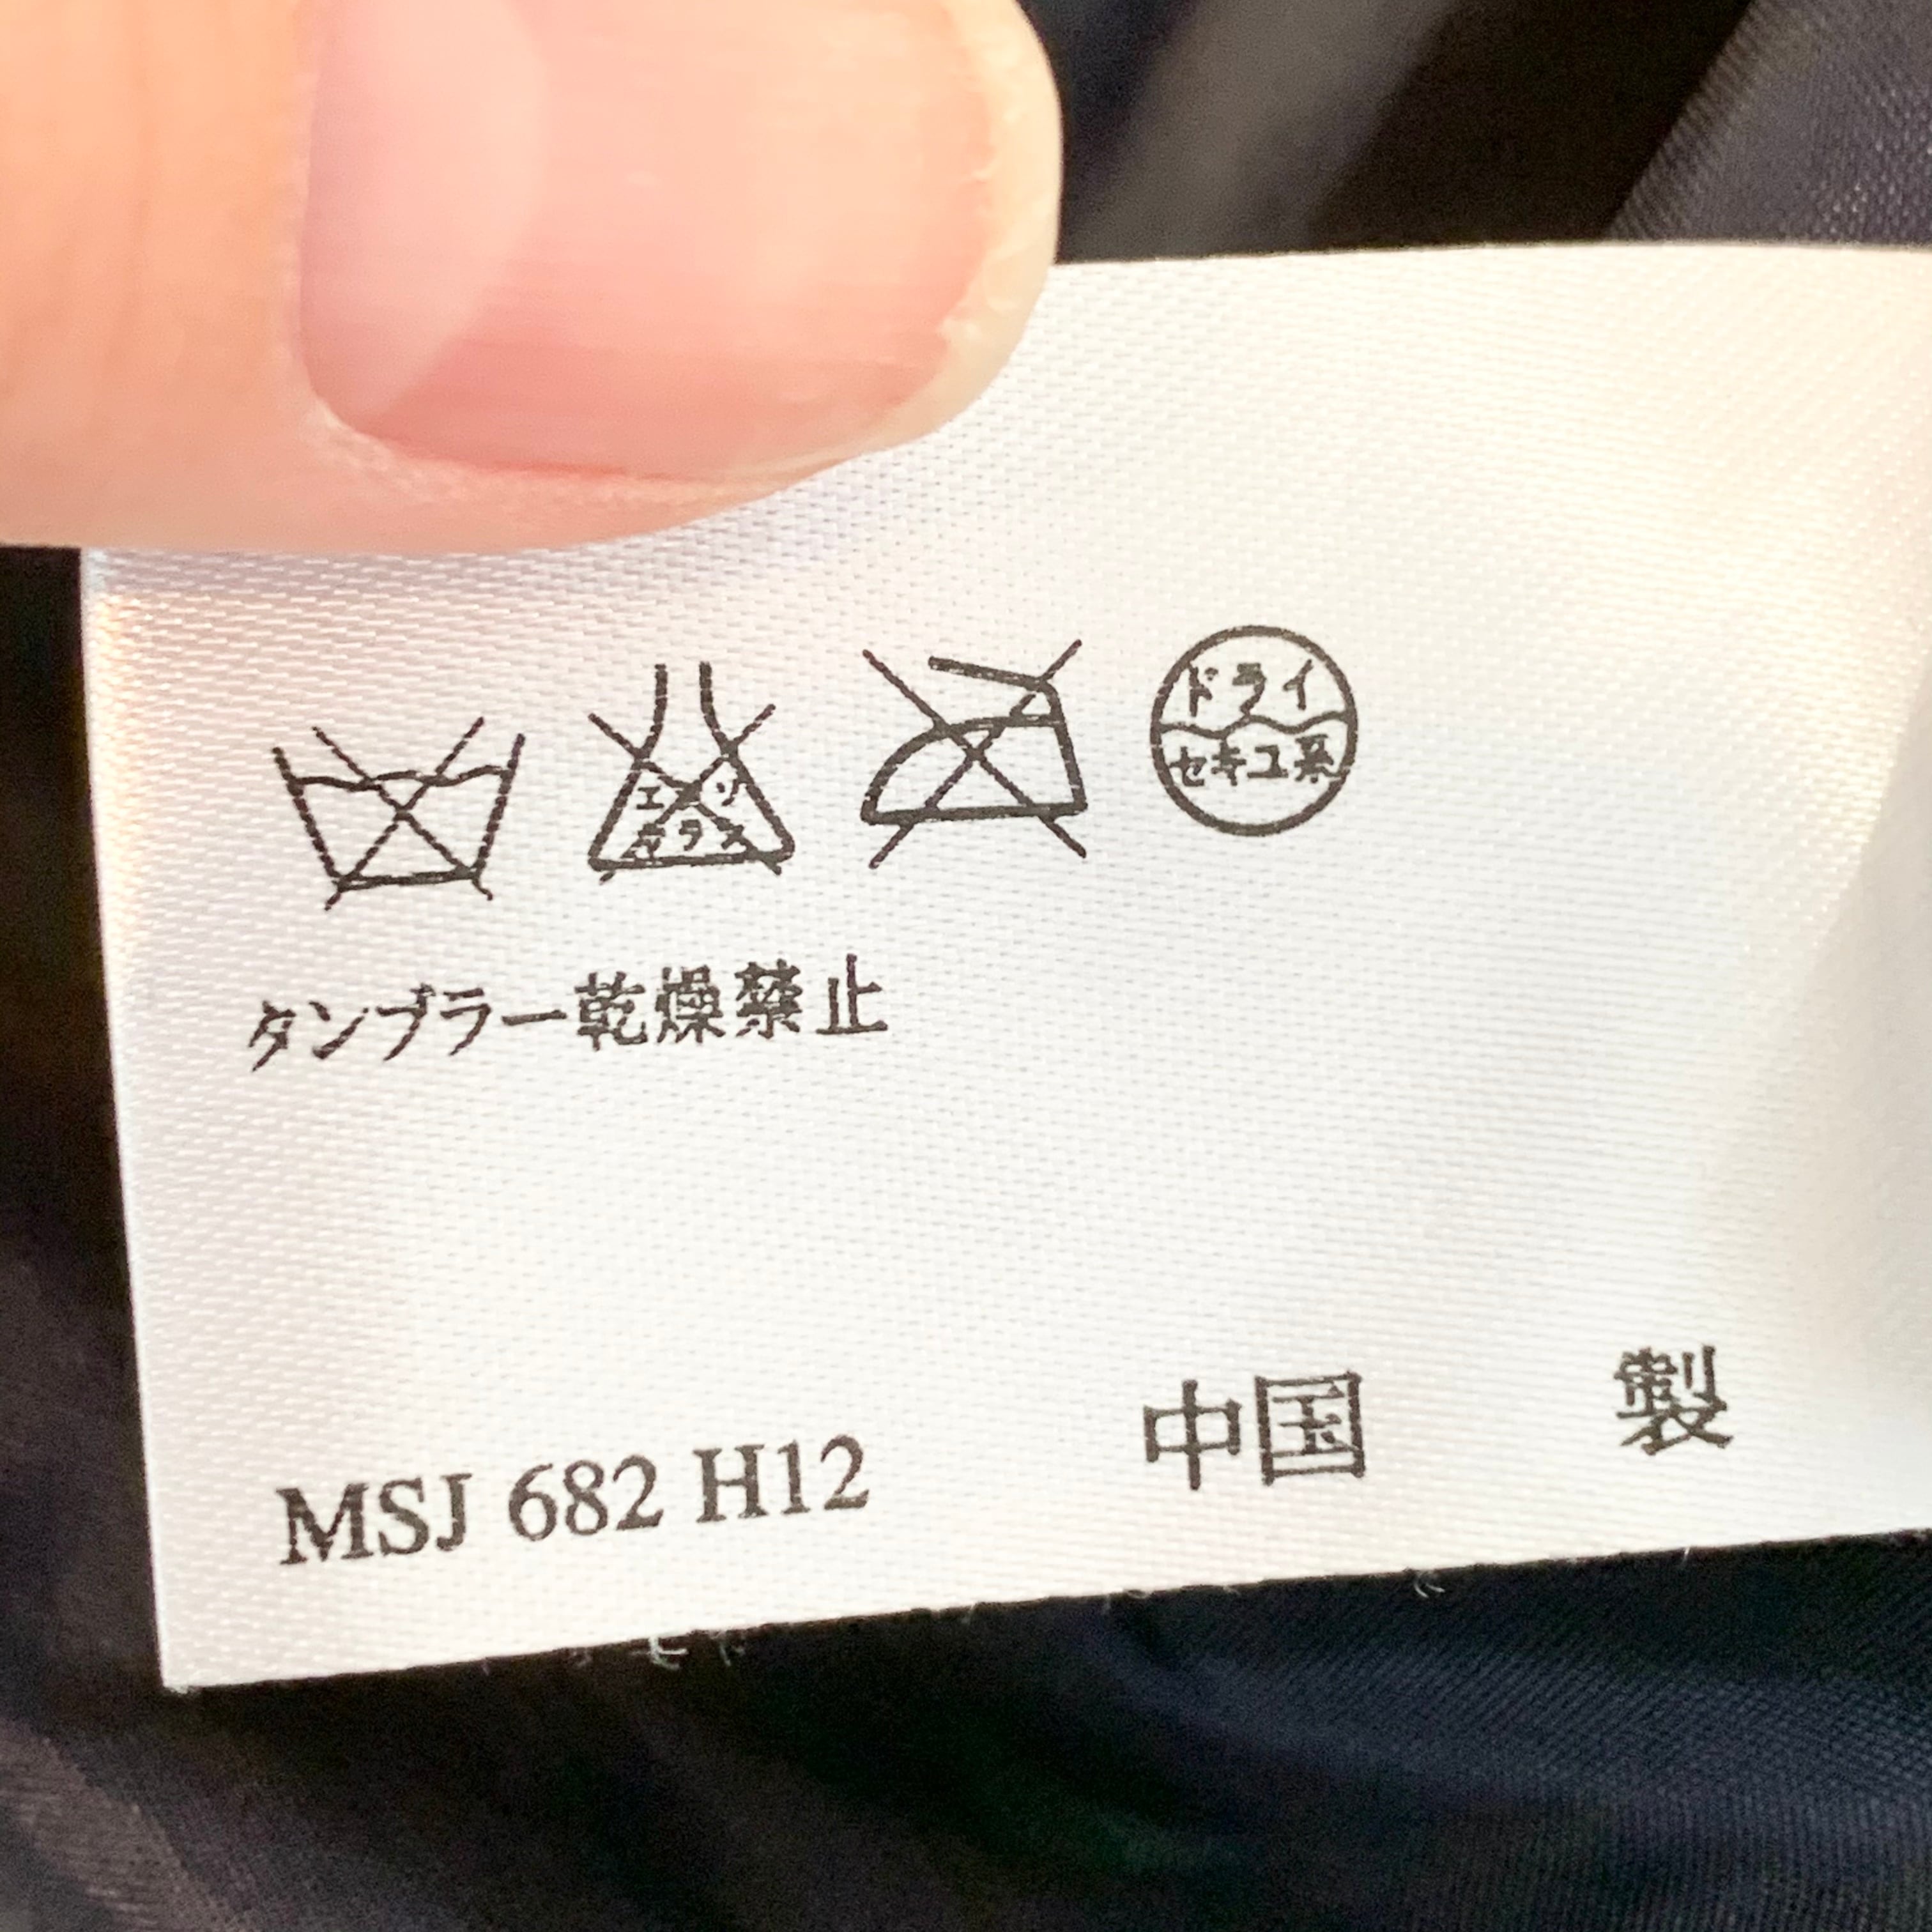 エンソ
サラシ
ドライ
セキユ系
タンブラー乾燥禁止
MSJ 682 H12 中国 製